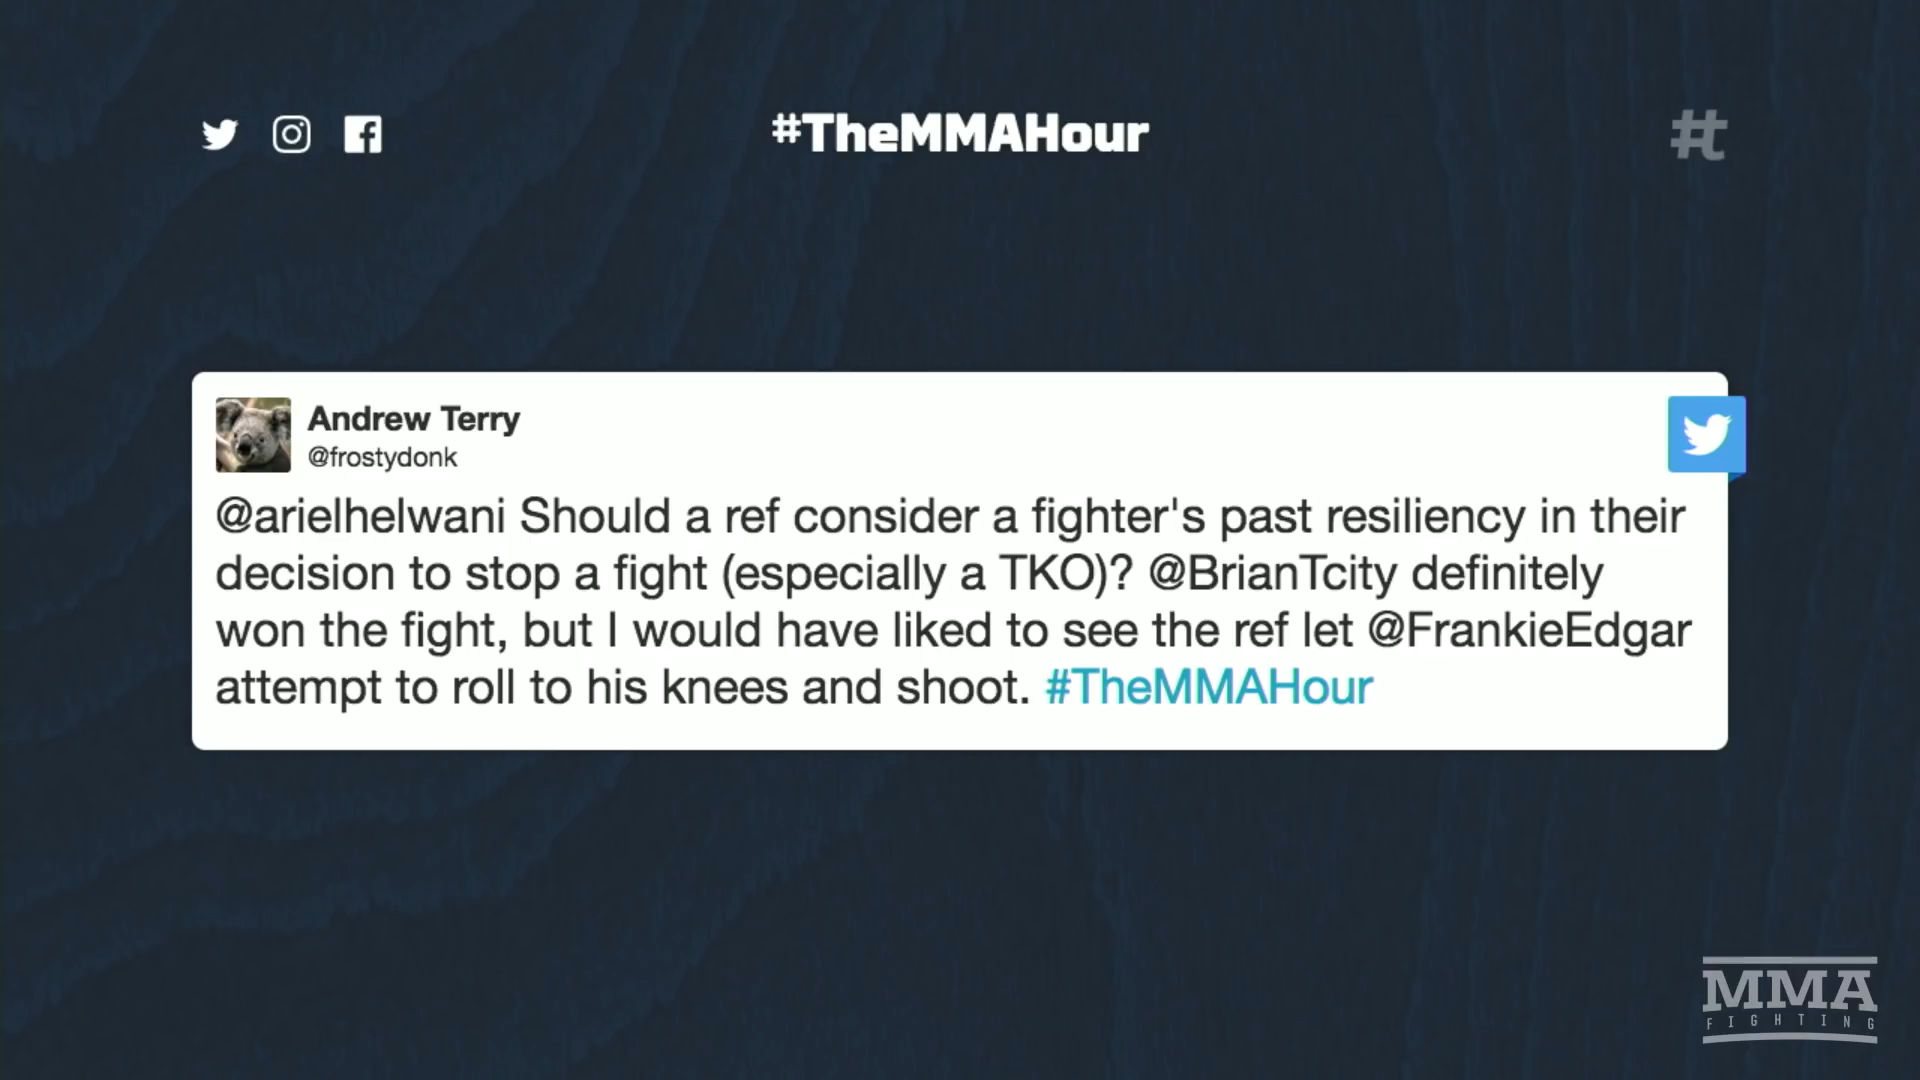 #TheMMAHour
Andrew Terry
@frostydonk
@arielhelwani Should a ref consider a fighter's past resiliency in their
decision to stop a fight (especially a TKO)? @BrianTcity definitely
won the fight, but I would have liked to see the ref let @FrankieEdgar
attempt to roll to his knees and shoot. #TheMMAHour
MMA
FIGHTING